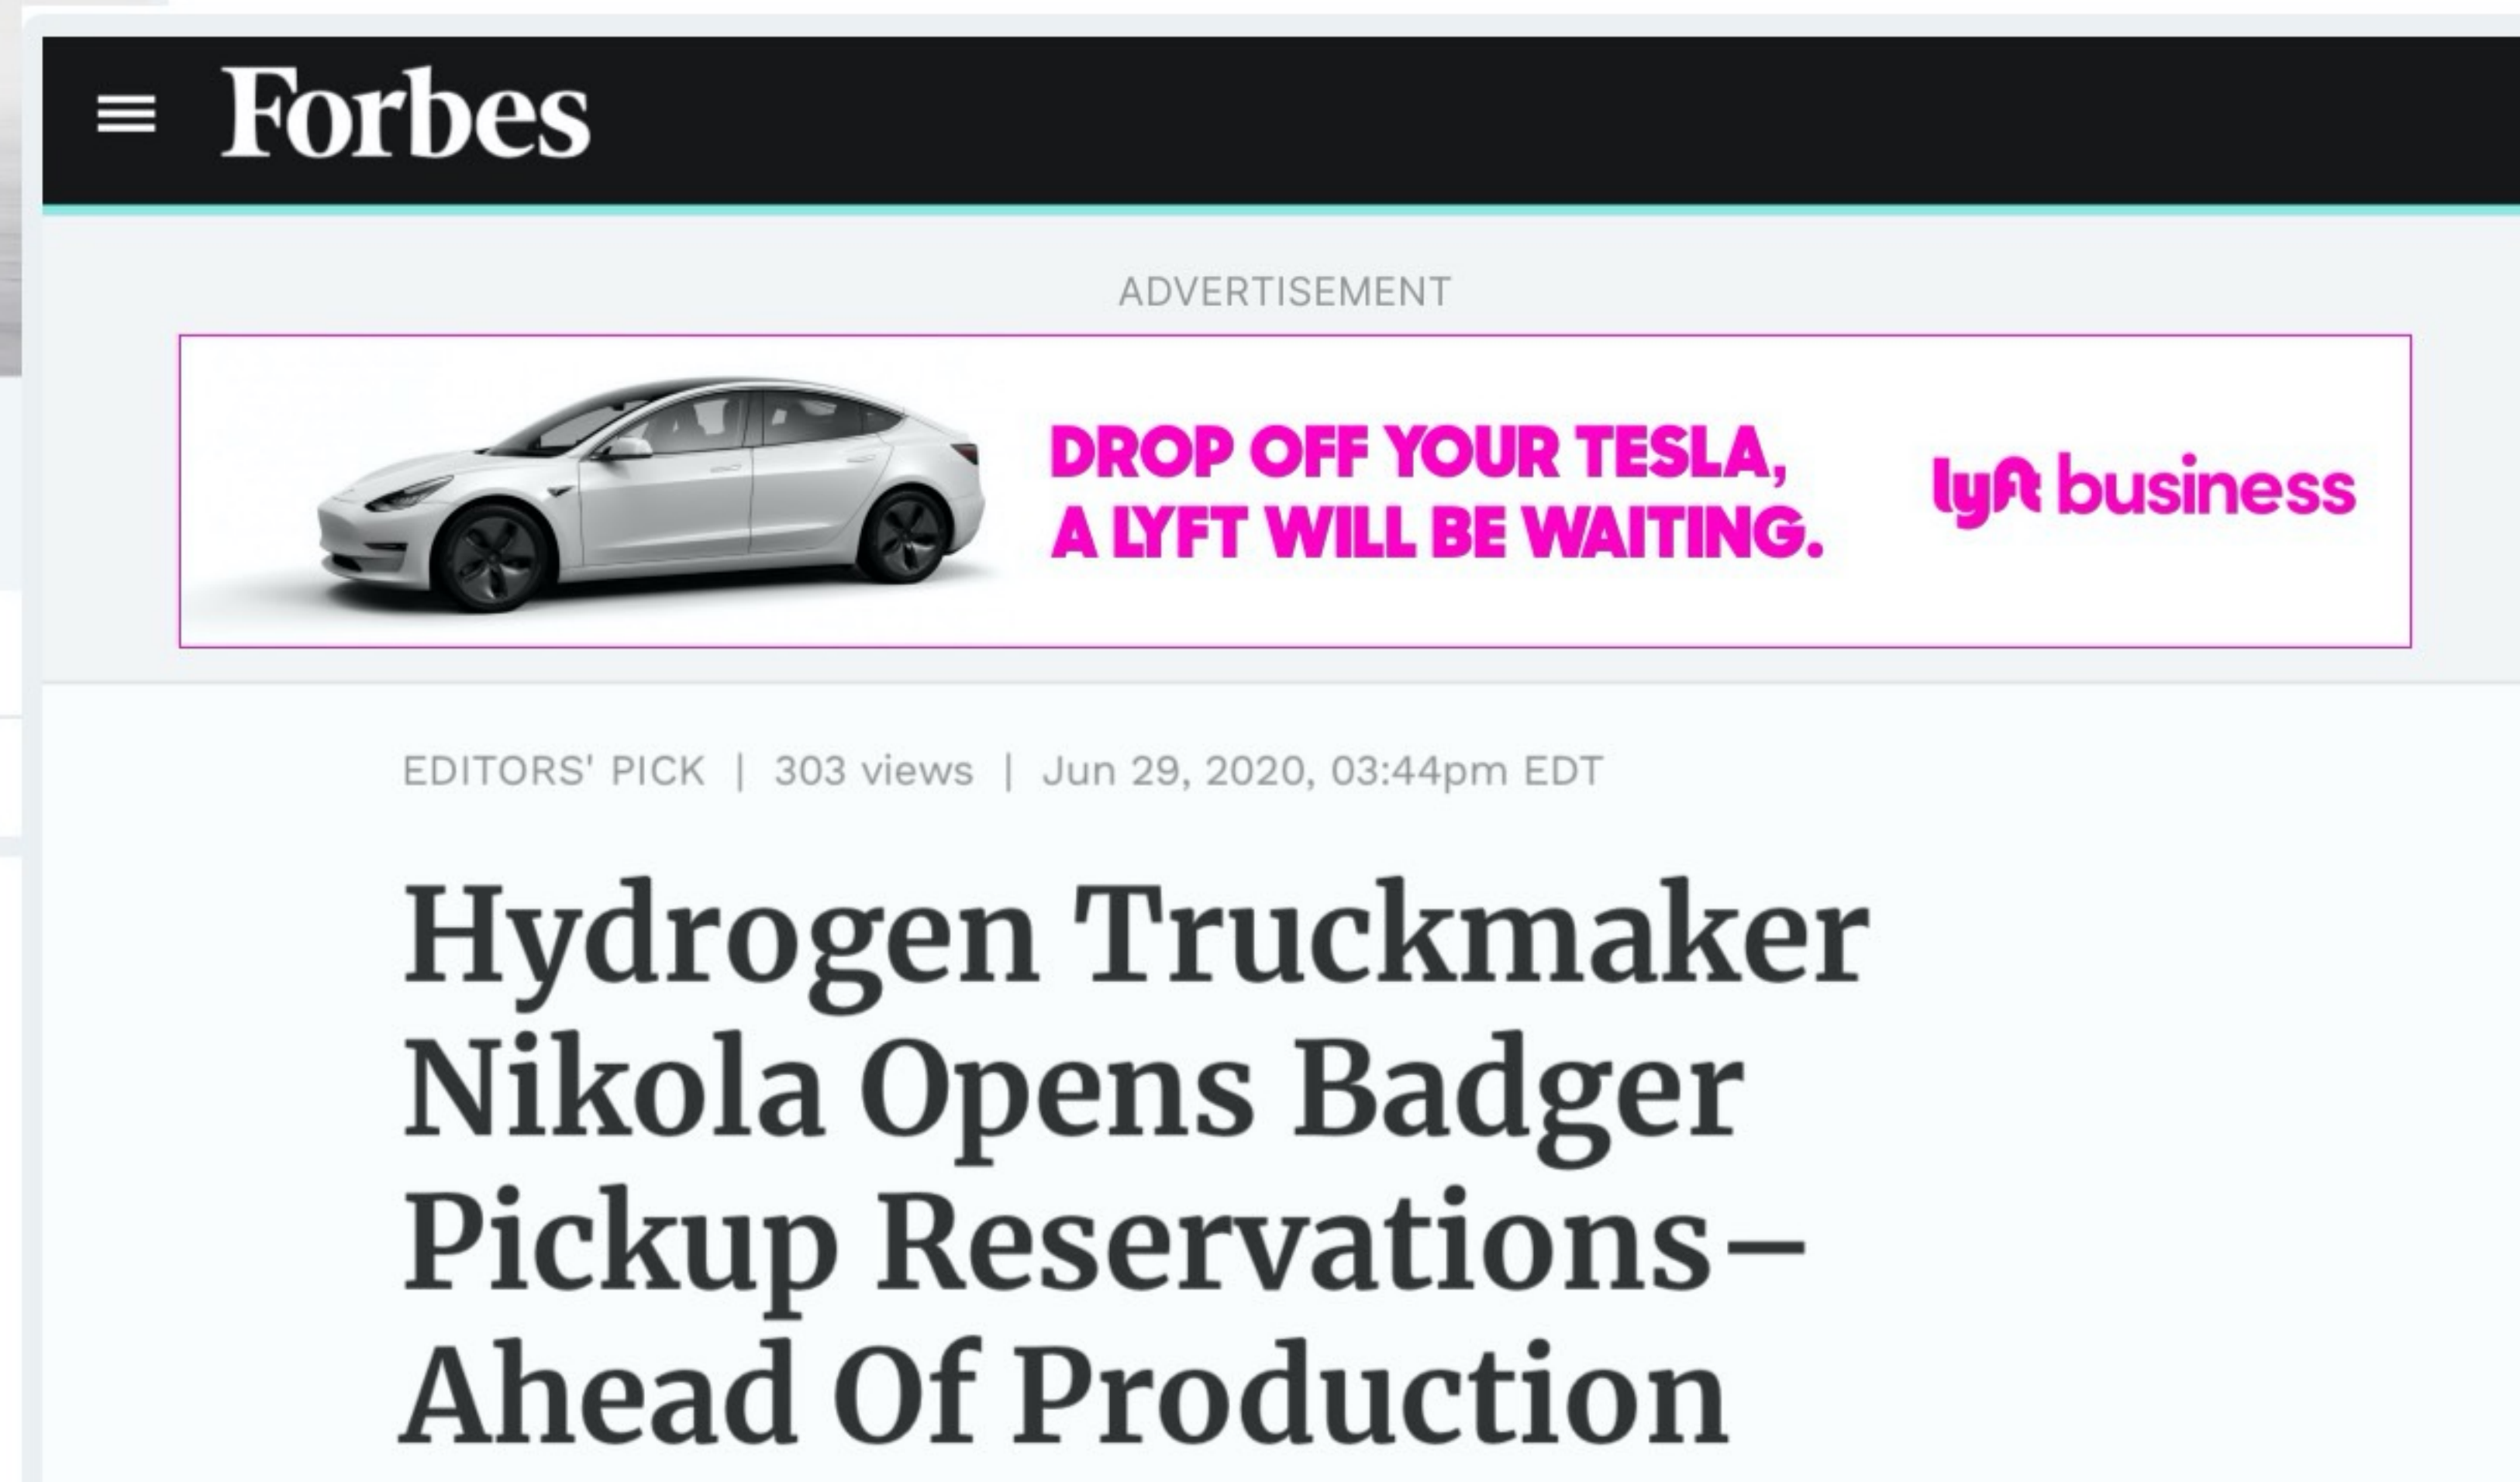 Forbes
ADVERTISEMENT
DROP OFF YOUR TESLA,
A LYFT WILL BE WAITING.
lyft business
EDITORS' PICK | 303 views | Jun 29, 2020, 03:44pm EDT
Hydrogen Truckmaker
Nikola Opens Badger
Pickup Reservations–
Ahead Of Production